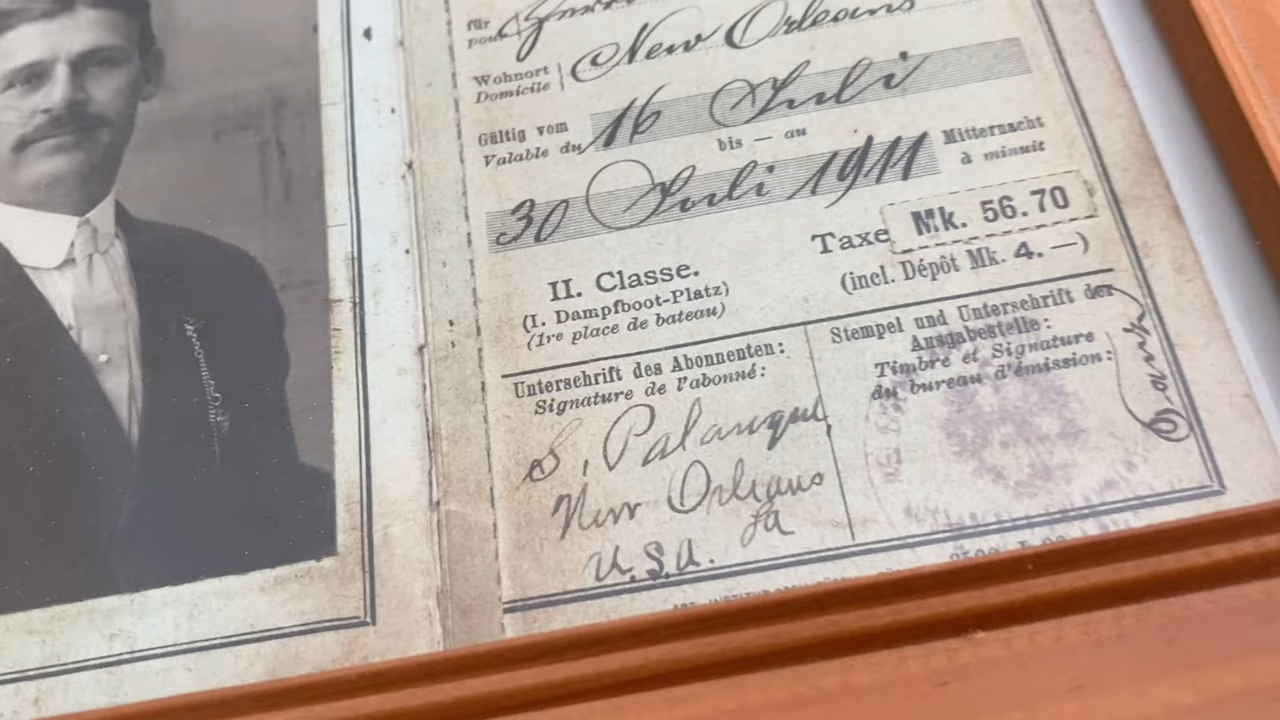 für
pour
Wohnort
Domicile
New Orleans
Gültig vom
Valable du
16 Juli
bis — au
30 Juli 1911
Mitternacht
à minuit
Taxe Mk. 56.70
(incl. Dépôt Mk. 4.—)
II. Classe.
(I. Dampfboot-Platz)
(1re place de bateau)
Unterschrift des Abonnenten:
Signature de l'abonné:
S. Palanque
New Orleans
La
U.S.A.
Stempel und Unterschrift der
Ausgabestelle:
Timbre et Signature
du bureau d'émission: